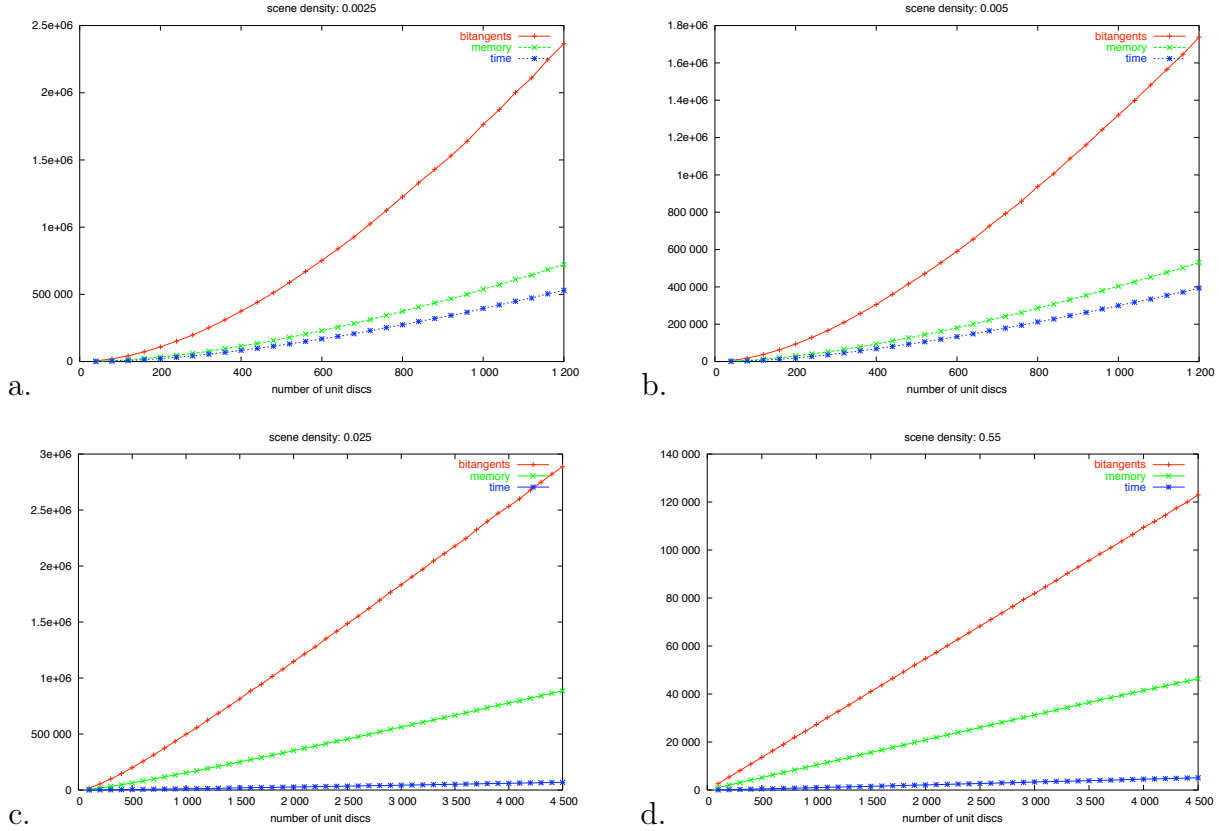 scene density: 0.0025
2.5e+06
2e+06
1.5e+06
1e+06
500 000
0
bitangents
memory
time
0 200 400 600 800 1 000 1 200
number of unit discs
a.
scene density: 0.005
1.8e+06
1.6e+06
1.4e+06
1.2e+06
1e+06
800 000
600 000
400 000
200 000
0
bitangents
memory
time
0 200 400 600 800 1 000 1 200
number of unit discs
b.
scene density: 0.025
3e+06
2.5e+06
2e+06
1.5e+06
1e+06
500 000
0
bitangents
memory
time
0 500 1 000 1 500 2 000 2 500 3 000 3 500 4 000 4 500
number of unit discs
c.
scene density: 0.55
140 000
120 000
100 000
80 000
60 000
40 000
20 000
0
bitangents
memory
time
0 500 1 000 1 500 2 000 2 500 3 000 3 500 4 000 4 500
number of unit discs
d.